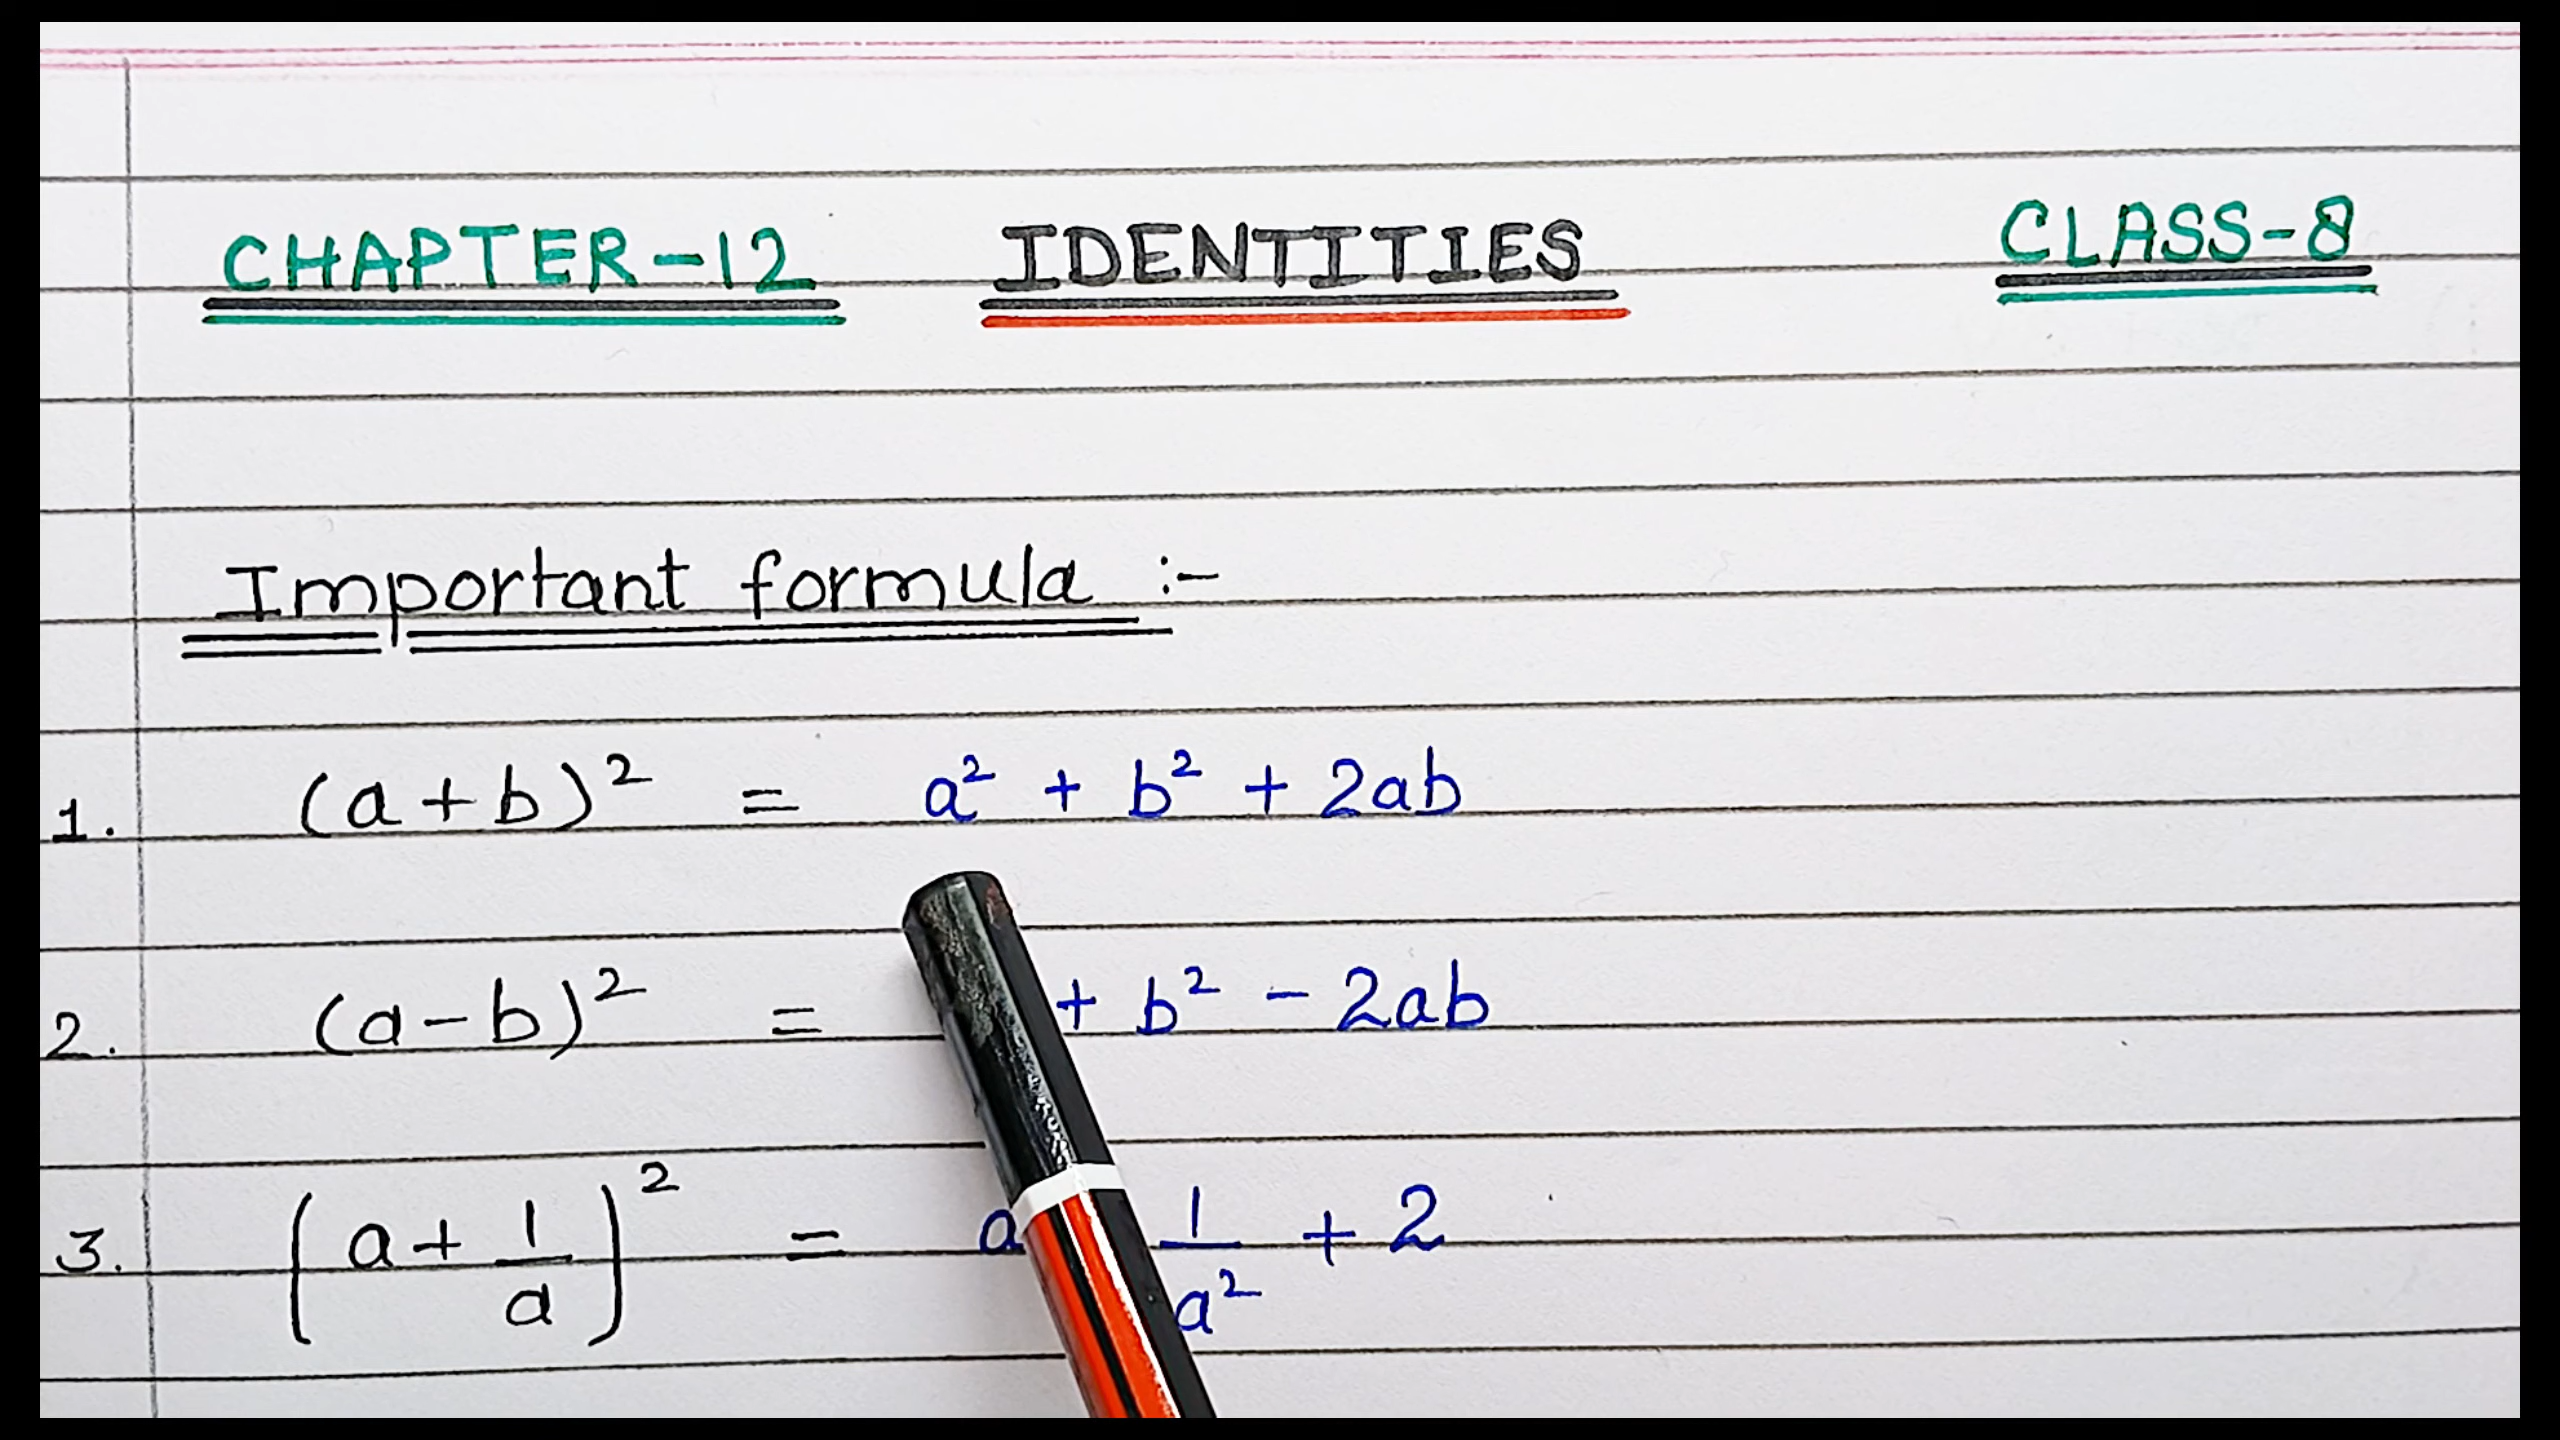 CHAPTER-12 IDENTITIES CLASS-8
Important formula :-
1. (a+b)² = a² + b² + 2ab
2. (a-b)² = + b² - 2ab
3. (a + 1/a)² = a 1/a² + 2